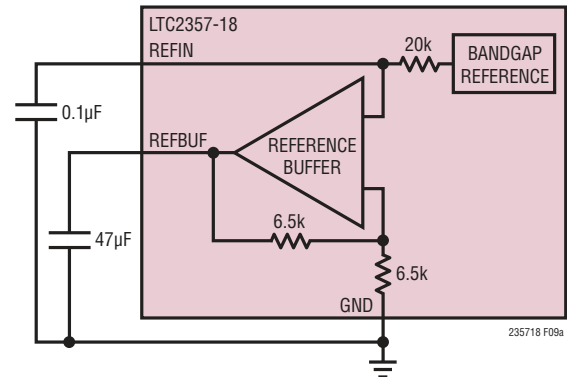 LTC2357-18
REFIN
20k
BANDGAP
REFERENCE
0.1µF
REFBUF
REFERENCE
BUFFER
6.5k
47µF
6.5k
GND
235718 F09a